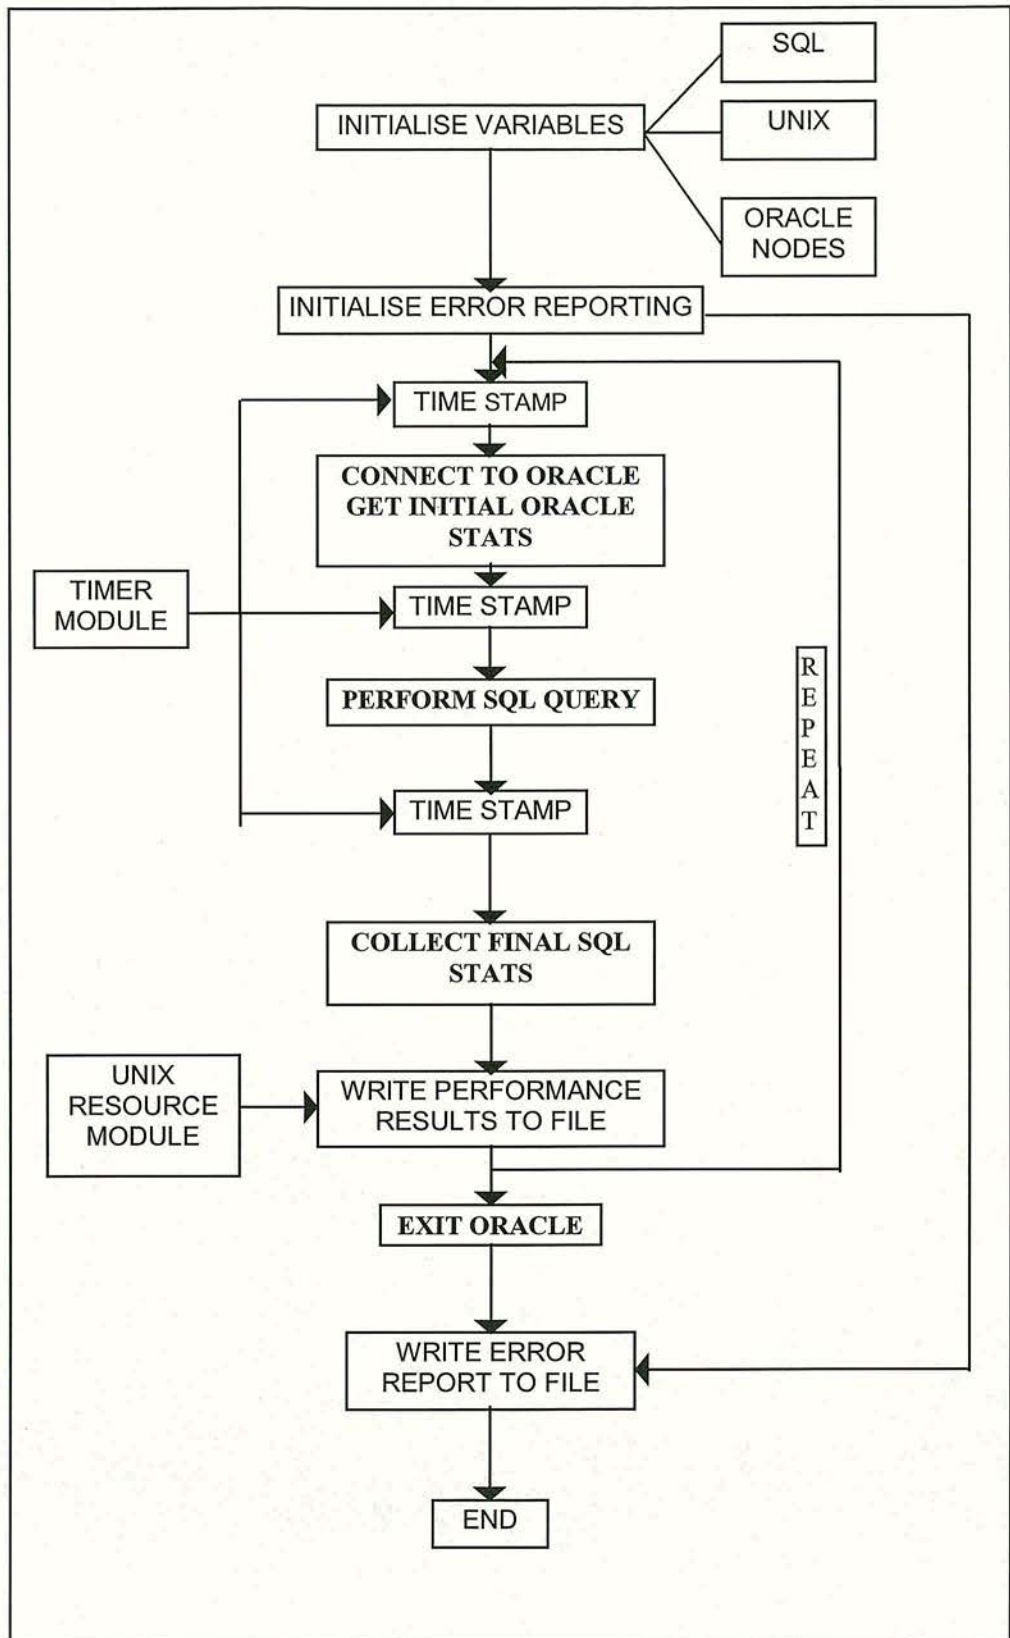 SQL
INITIALISE VARIABLES
UNIX
ORACLE
NODES
INITIALISE ERROR REPORTING
TIME STAMP
CONNECT TO ORACLE
GET INITIAL ORACLE
STATS
TIMER
MODULE
TIME STAMP
PERFORM SQL QUERY
REPEAT
TIME STAMP
COLLECT FINAL SQL
STATS
UNIX
RESOURCE
MODULE
WRITE PERFORMANCE
RESULTS TO FILE
EXIT ORACLE
WRITE ERROR
REPORT TO FILE
END